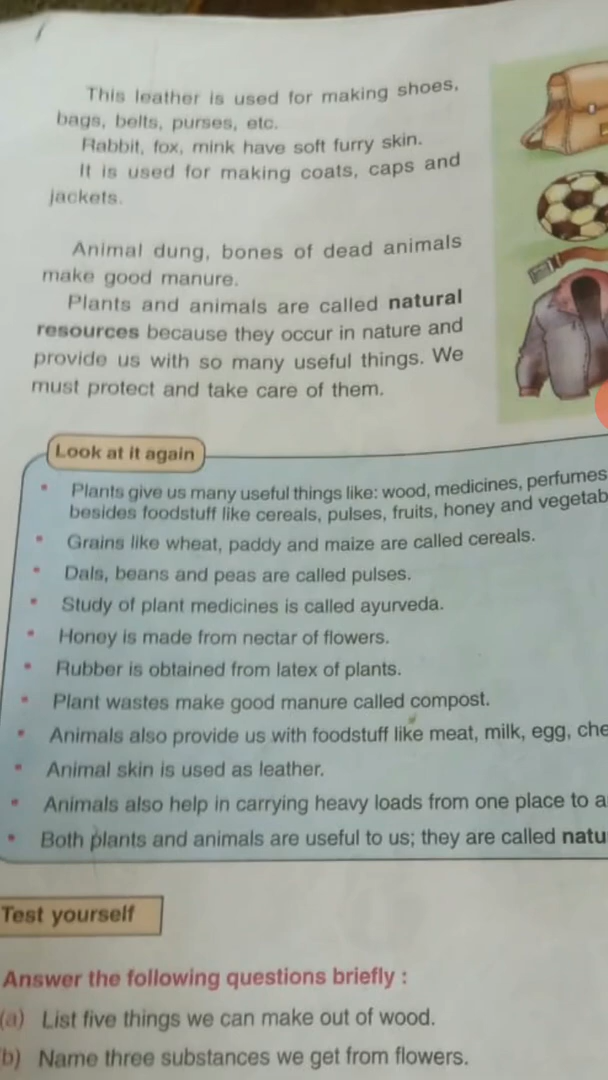 This leather is used for making shoes,
bags, belts, purses, etc.
Rabbit, fox, mink have soft furry skin.
It is used for making coats, caps and
jackets.
Animal dung, bones of dead animals
make good manure.
Plants and animals are called natural
resources because they occur in nature and
provide us with so many useful things. We
must protect and take care of them.
Look at it again
• Plants give us many useful things like: wood, medicines, perfumes
besides foodstuff like cereals, pulses, fruits, honey and vegetab
• Grains like wheat, paddy and maize are called cereals.
• Dals, beans and peas are called pulses.
• Study of plant medicines is called ayurveda.
• Honey is made from nectar of flowers.
• Rubber is obtained from latex of plants.
• Plant wastes make good manure called compost.
• Animals also provide us with foodstuff like meat, milk, egg, che
• Animal skin is used as leather.
• Animals also help in carrying heavy loads from one place to a
• Both plants and animals are useful to us; they are called natu
Test yourself
Answer the following questions briefly :
(a) List five things we can make out of wood.
b) Name three substances we get from flowers.